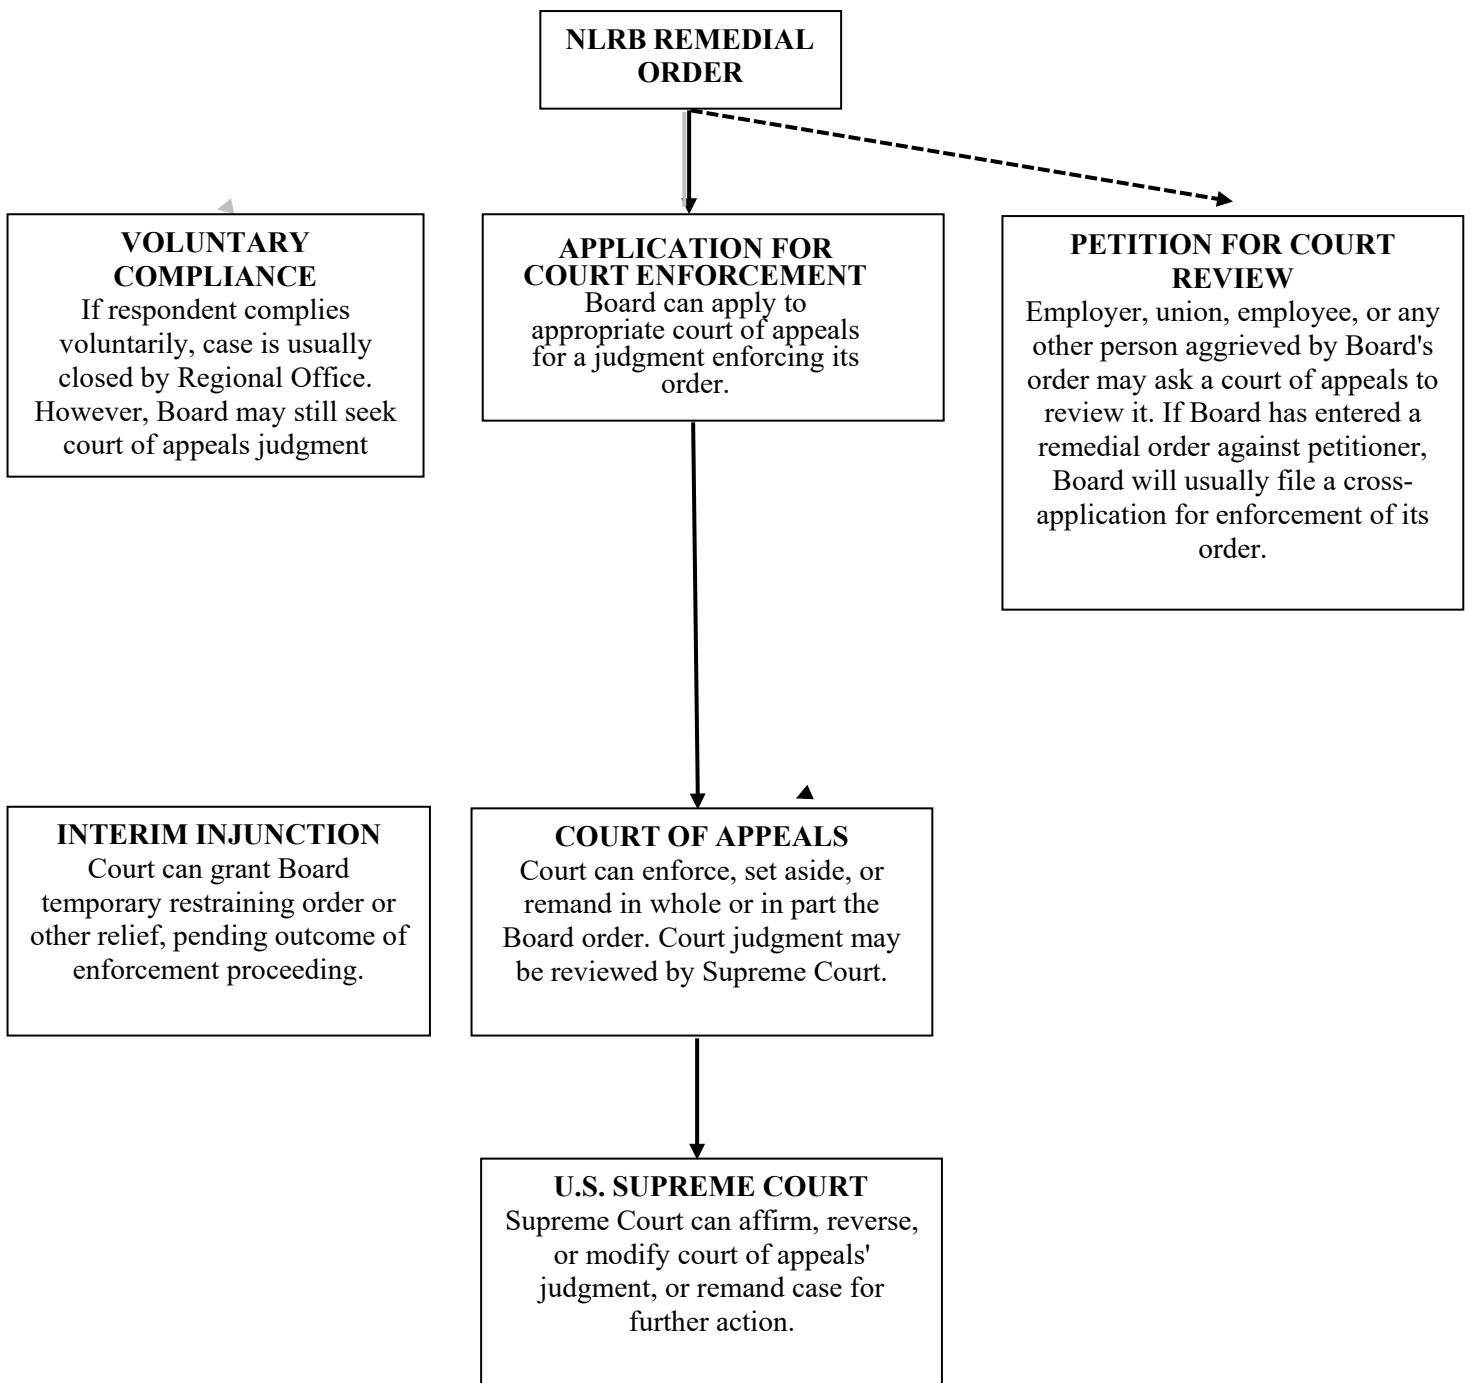 NLRB REMEDIAL
ORDER
VOLUNTARY
COMPLIANCE
If respondent complies
voluntarily, case is usually
closed by Regional Office.
However, Board may still seek
court of appeals judgment
APPLICATION FOR
COURT ENFORCEMENT
Board can apply to
appropriate court of appeals
for a judgment enforcing its
order.
PETITION FOR COURT
REVIEW
Employer, union, employee, or any
other person aggrieved by Board's
order may ask a court of appeals to
review it. If Board has entered a
remedial order against petitioner,
Board will usually file a cross-
application for enforcement of its
order.
INTERIM INJUNCTION
Court can grant Board
temporary restraining order or
other relief, pending outcome of
enforcement proceeding.
COURT OF APPEALS
Court can enforce, set aside, or
remand in whole or in part the
Board order. Court judgment may
be reviewed by Supreme Court.
U.S. SUPREME COURT
Supreme Court can affirm, reverse,
or modify court of appeals'
judgment, or remand case for
further action.